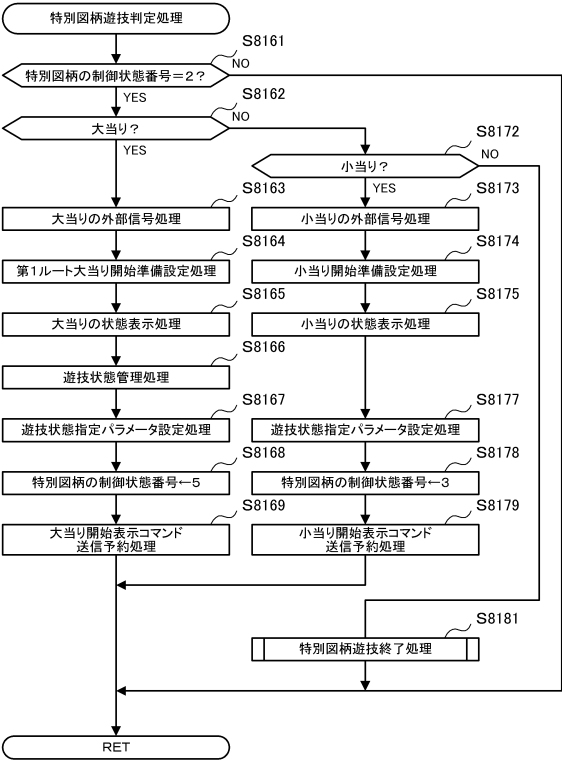 特別図柄遊技判定処理
S8161
特別図柄の制御状態番号＝２？
NO
YES
S8162
大当り？
NO
YES
S8172
小当り？
NO
YES
S8163
大当りの外部信号処理
S8173
小当りの外部信号処理
S8164
第１ルート大当り開始準備設定処理
S8174
小当り開始準備設定処理
S8165
大当りの状態表示処理
S8175
小当りの状態表示処理
S8166
遊技状態管理処理
S8167
遊技状態指定パラメータ設定処理
S8177
遊技状態指定パラメータ設定処理
S8168
特別図柄の制御状態番号←５
S8178
特別図柄の制御状態番号←３
S8169
大当り開始表示コマンド
送信予約処理
S8179
小当り開始表示コマンド
送信予約処理
S8181
特別図柄遊技終了処理
RET